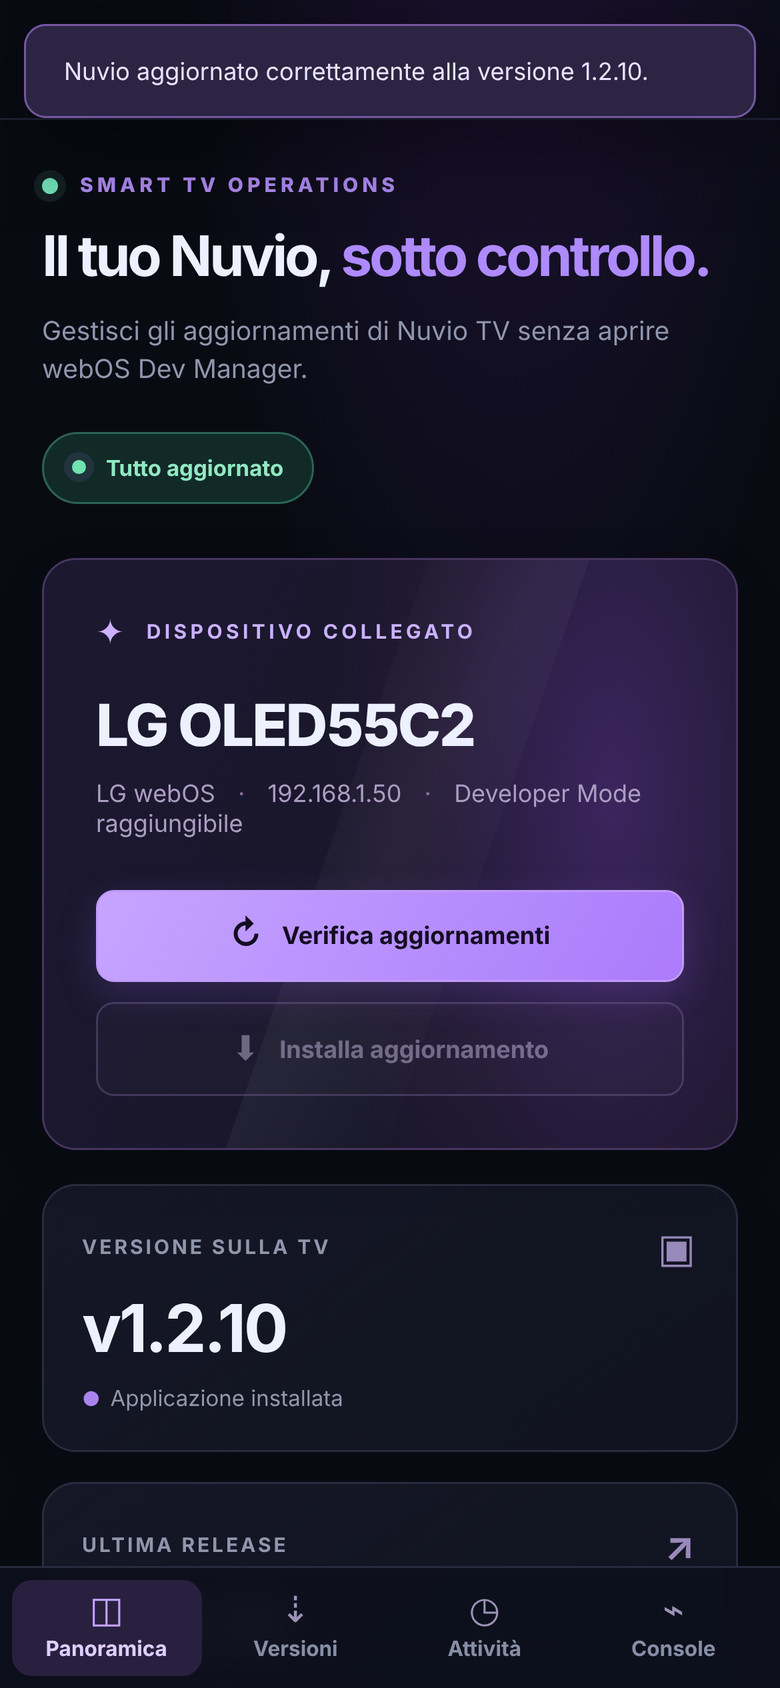 Nuvio aggiornato correttamente alla versione 1.2.10.
SMART TV OPERATIONS
Il tuo Nuvio, sotto controllo.
Gestisci gli aggiornamenti di Nuvio TV senza aprire
webOS Dev Manager.
Tutto aggiornato
DISPOSITIVO COLLEGATO
LG OLED55C2
LG webOS · 192.168.1.50 · Developer Mode
raggiungibile
Verifica aggiornamenti
Installa aggiornamento
VERSIONE SULLA TV
v1.2.10
Applicazione installata
ULTIMA RELEASE
Panoramica Versioni Attività Console